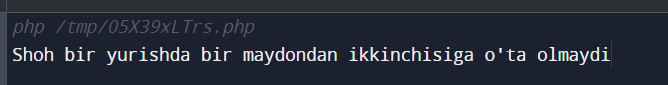 php /tmp/05X39xLTrs.php
Shoh bir yurishda bir maydondan ikkinchisiga o'ta olmaydi